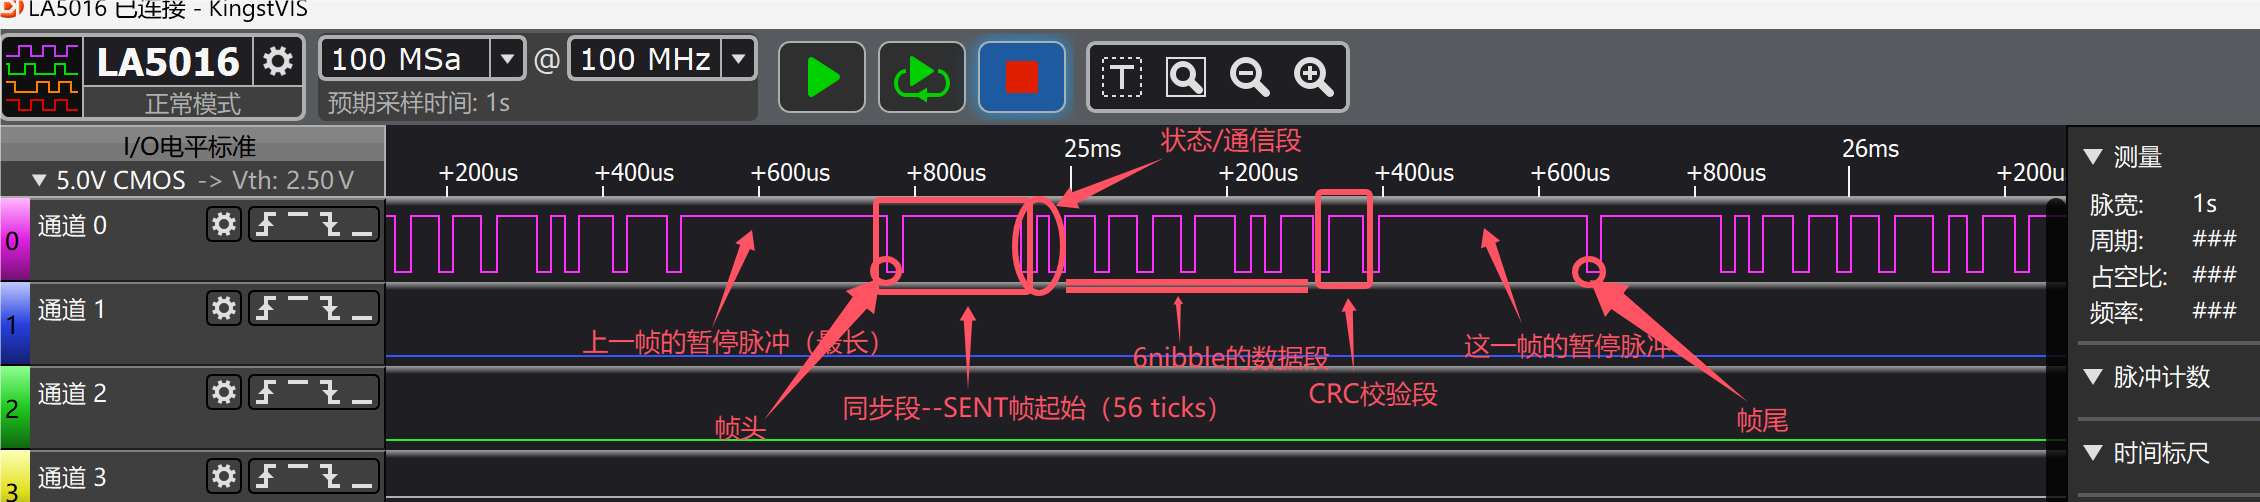 LA5016 已连接 - KingstVIS
LA5016
正常模式
100 MSa @ 100 MHz
预期采样时间: 1s
T
I/O电平标准
5.0V CMOS -> Vth: 2.50 V
+200us +400us +600us +800us 25ms +200us +400us +600us +800us 26ms +200u
状态/通信段
0 通道 0
1 通道 1
2 通道 2
3 通道 3
上一帧的暂停脉冲（最长）
6nibble的数据段
这一帧的暂停脉冲
同步段--SENT帧起始（56 ticks）
CRC校验段
帧头
帧尾
测量
脉宽: 1s
周期: ###
占空比: ###
频率: ###
脉冲计数
时间标尺